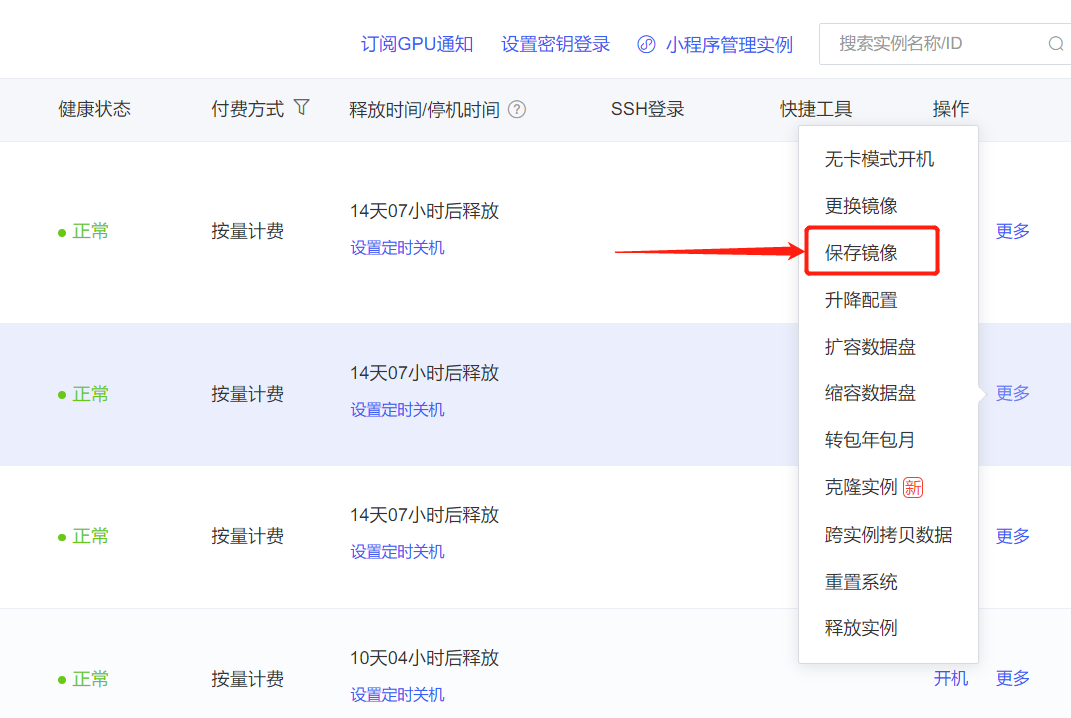 订阅GPU通知 设置密钥登录 小程序管理实例 搜索实例名称/ID
健康状态 付费方式 释放时间/停机时间 ? SSH登录 快捷工具 操作
无卡模式开机
更换镜像
保存镜像
升降配置
扩容数据盘
缩容数据盘
转包年包月
克隆实例 新
跨实例拷贝数据
重置系统
释放实例
正常 按量计费 14天07小时后释放 更多
设置定时关机
正常 按量计费 14天07小时后释放 更多
设置定时关机
正常 按量计费 14天07小时后释放 更多
设置定时关机
正常 按量计费 10天04小时后释放 开机 更多
设置定时关机